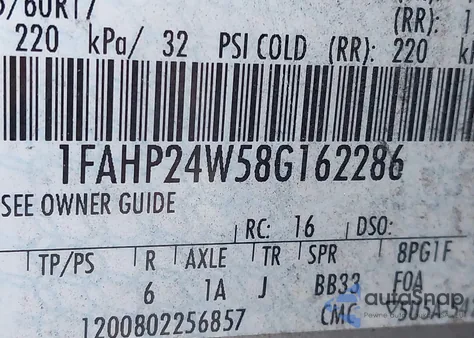 /60R17
(RR):
220 kPa/ 32 PSI COLD (RR): 220
1FAHP24W58G162286
SEE OWNER GUIDE
RC: 16 DSO:
TP/PS R AXLE TR SPR 8PG1F
6 1A J BB33 F0A
1200802256857 CMC
autoSnap